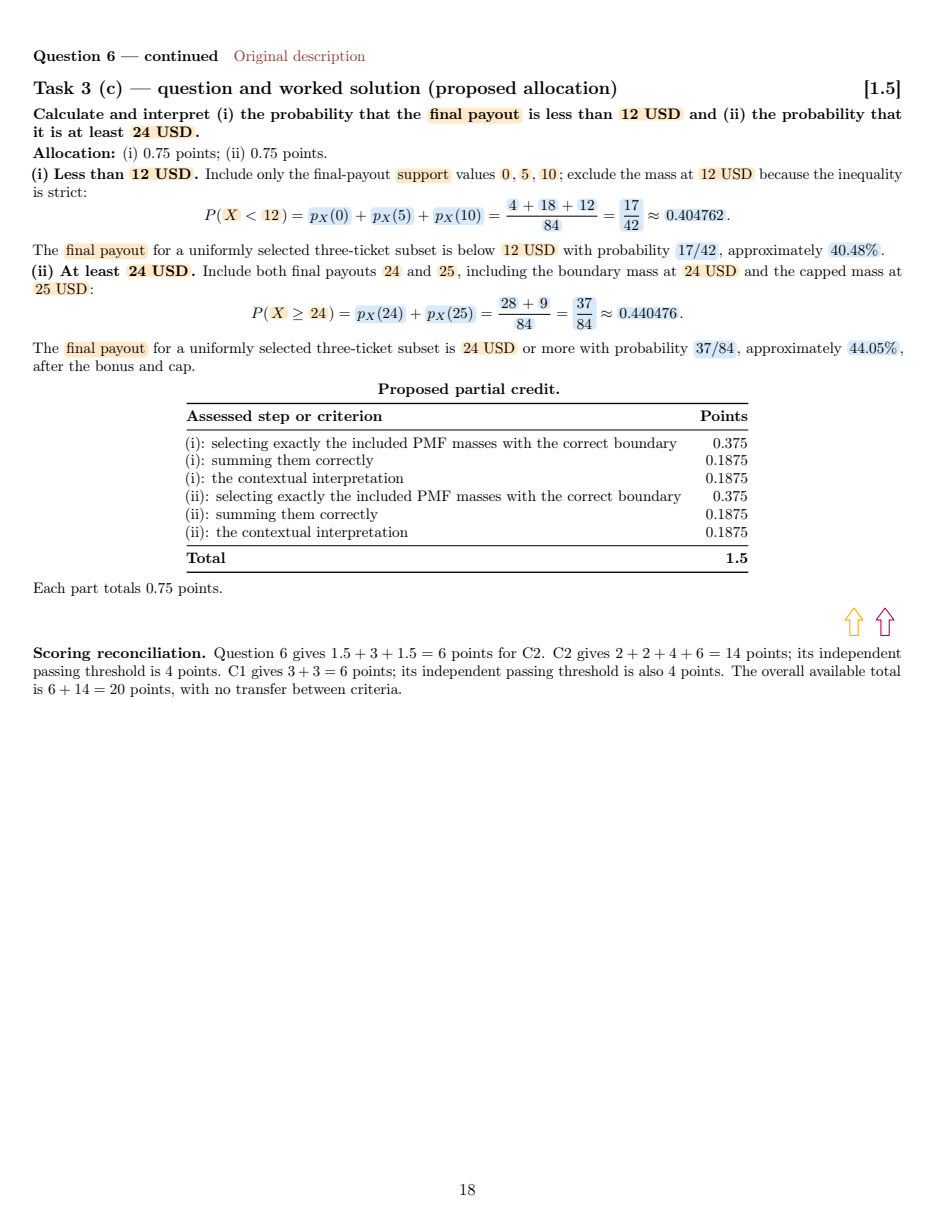 Question 6 — continued Original description
Task 3 (c) — question and worked solution (proposed allocation) [1.5]
Calculate and interpret (i) the probability that the final payout is less than 12 USD and (ii) the probability that
it is at least 24 USD.
Allocation: (i) 0.75 points; (ii) 0.75 points.
(i) Less than 12 USD. Include only the final-payout support values 0, 5, 10; exclude the mass at 12 USD because the inequality
is strict:
P(X < 12) = p_X(0) + p_X(5) + p_X(10) = (4 + 18 + 12)/84 = 17/42 ≈ 0.404762.
The final payout for a uniformly selected three-ticket subset is below 12 USD with probability 17/42, approximately 40.48%.
(ii) At least 24 USD. Include both final payouts 24 and 25, including the boundary mass at 24 USD and the capped mass at
25 USD:
P(X ≥ 24) = p_X(24) + p_X(25) = (28 + 9)/84 = 37/84 ≈ 0.440476.
The final payout for a uniformly selected three-ticket subset is 24 USD or more with probability 37/84, approximately 44.05%,
after the bonus and cap.
Proposed partial credit.
Assessed step or criterion Points
(i): selecting exactly the included PMF masses with the correct boundary 0.375
(i): summing them correctly 0.1875
(i): the contextual interpretation 0.1875
(ii): selecting exactly the included PMF masses with the correct boundary 0.375
(ii): summing them correctly 0.1875
(ii): the contextual interpretation 0.1875
Total 1.5
Each part totals 0.75 points.
Scoring reconciliation. Question 6 gives 1.5 + 3 + 1.5 = 6 points for C2. C2 gives 2 + 2 + 4 + 6 = 14 points; its independent
passing threshold is 4 points. C1 gives 3 + 3 = 6 points; its independent passing threshold is also 4 points. The overall available total
is 6 + 14 = 20 points, with no transfer between criteria.
18